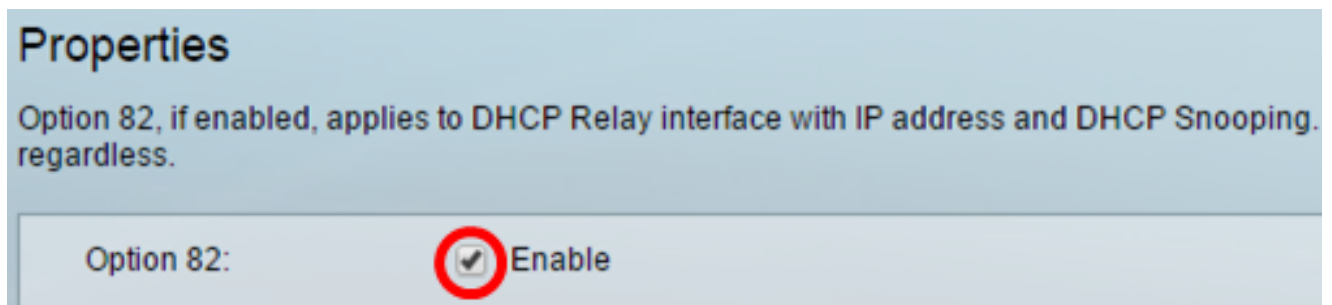 Properties
Option 82, if enabled, applies to DHCP Relay interface with IP address and DHCP Snooping.
regardless.
Option 82: Enable